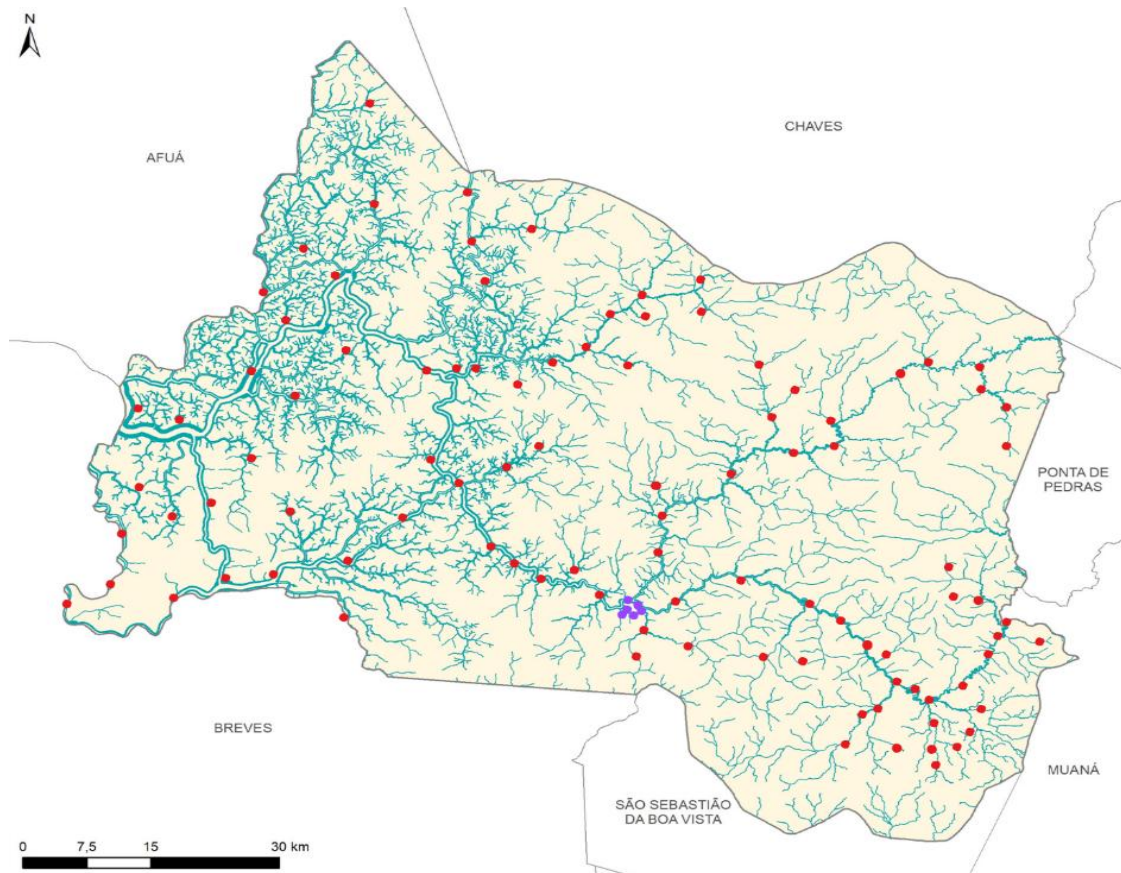 N
CHAVES
AFUÁ
PONTA DE
PEDRAS
BREVES
MUANÁ
SÃO SEBASTIÃO
DA BOA VISTA
0 7,5 15 30 km